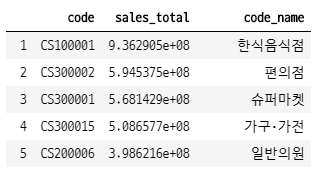 code sales_total code_name
1 CS100001 9.362905e+08 한식음식점
2 CS300002 5.945375e+08 편의점
3 CS300001 5.681429e+08 슈퍼마켓
4 CS300015 5.086577e+08 가구·가전
5 CS200006 3.986216e+08 일반의원